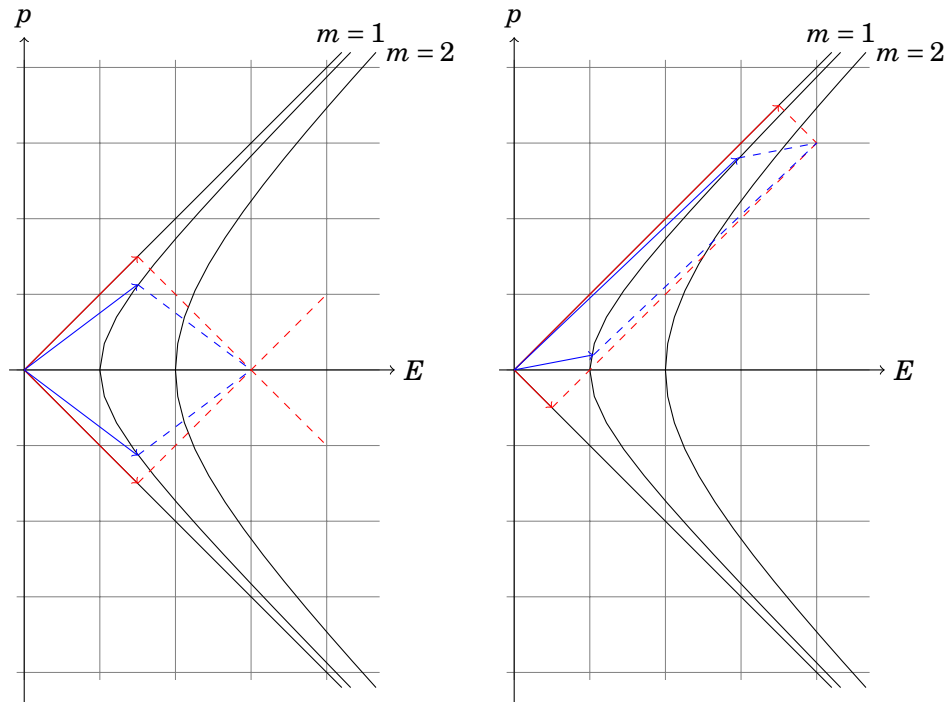 p
m = 1
m = 2
E
p
m = 1
m = 2
E